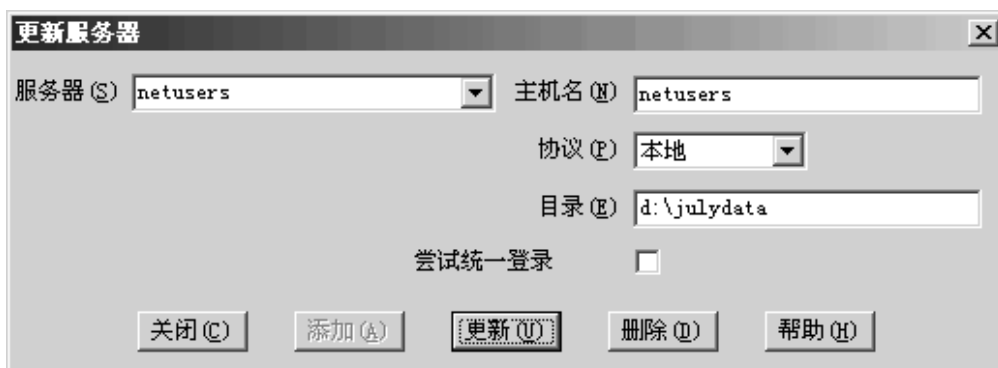 更新服务器
服务器(S) netusers 主机名(N) netusers
协议(P) 本地
目录(E) d:\julydata
尝试统一登录
关闭(C) 添加(A) 更新(U) 删除(D) 帮助(H)